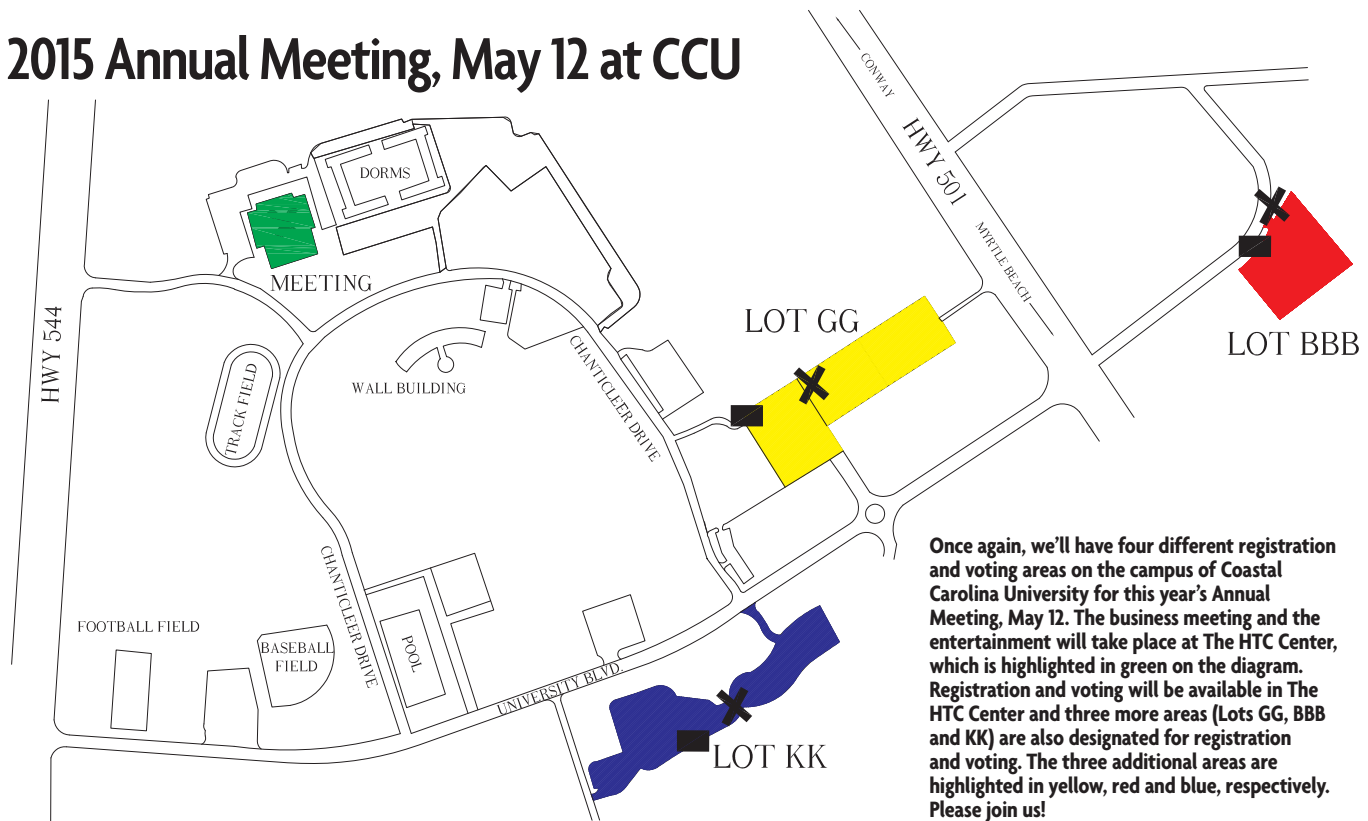 2015 Annual Meeting, May 12 at CCU
CONWAY
HWY 501
MYRTLE BEACH
DORMS
MEETING
HWY 544
LOT GG
LOT BBB
WALL BUILDING
TRACK FIELD
CHANTICLEER DRIVE
CHANTICLEER DRIVE
FOOTBALL FIELD
BASEBALL
FIELD
POOL
UNIVERSITY BLVD.
LOT KK
Once again, we'll have four different registration
and voting areas on the campus of Coastal
Carolina University for this year's Annual
Meeting, May 12. The business meeting and the
entertainment will take place at The HTC Center,
which is highlighted in green on the diagram.
Registration and voting will be available in The
HTC Center and three more areas (Lots GG, BBB
and KK) are also designated for registration
and voting. The three additional areas are
highlighted in yellow, red and blue, respectively.
Please join us!